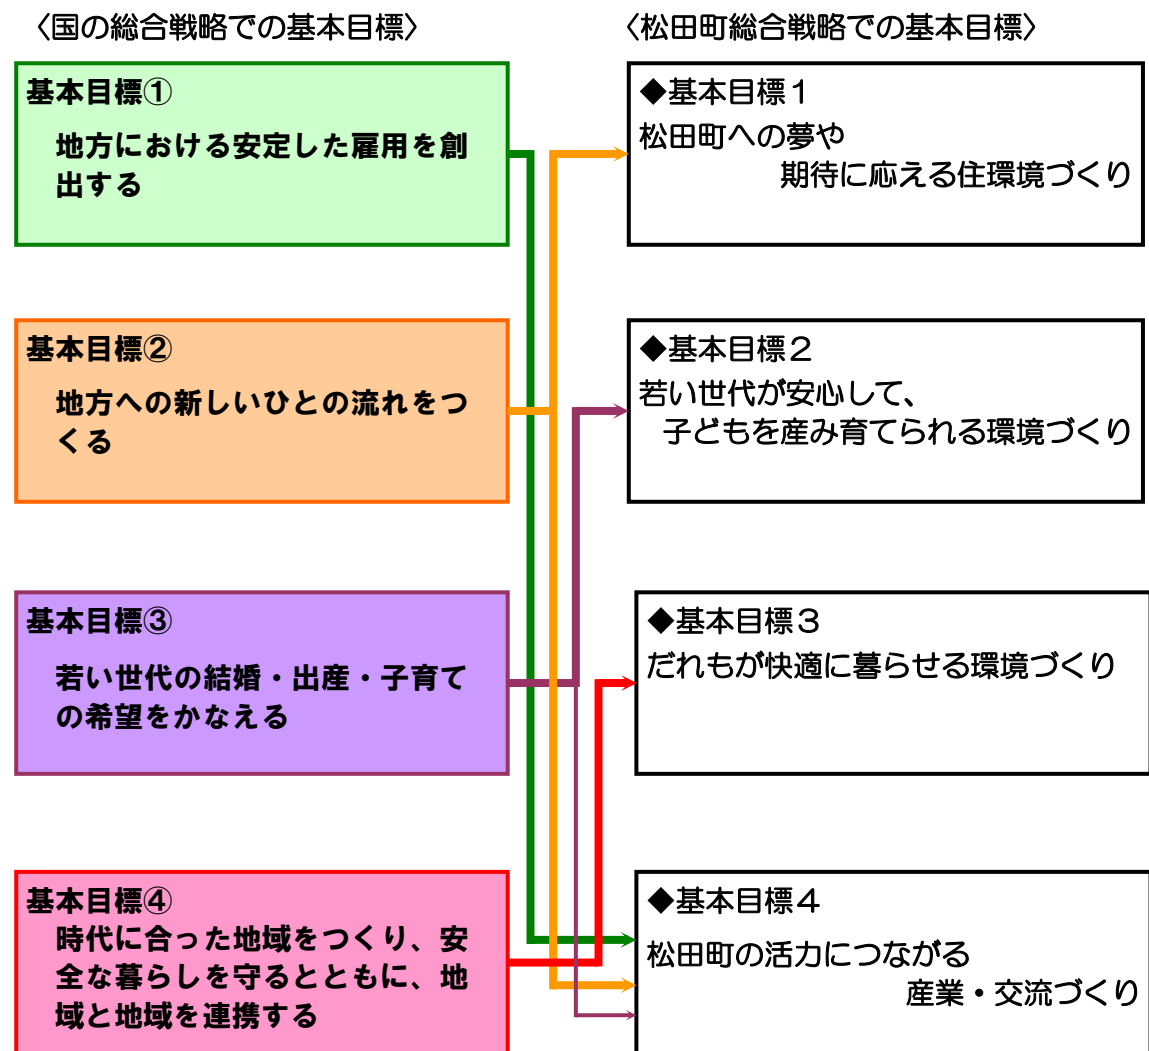 〈国の総合戦略での基本目標〉
基本目標①
地方における安定した雇用を創
出する
基本目標②
地方への新しいひとの流れをつ
くる
基本目標③
若い世代の結婚・出産・子育て
の希望をかなえる
基本目標④
時代に合った地域をつくり、安
全な暮らしを守るとともに、地
域と地域を連携する
〈松田町総合戦略での基本目標〉
◆基本目標１
松田町への夢や
期待に応える住環境づくり
◆基本目標２
若い世代が安心して、
子どもを産み育てられる環境づくり
◆基本目標３
だれもが快適に暮らせる環境づくり
◆基本目標４
松田町の活力につながる
産業・交流づくり